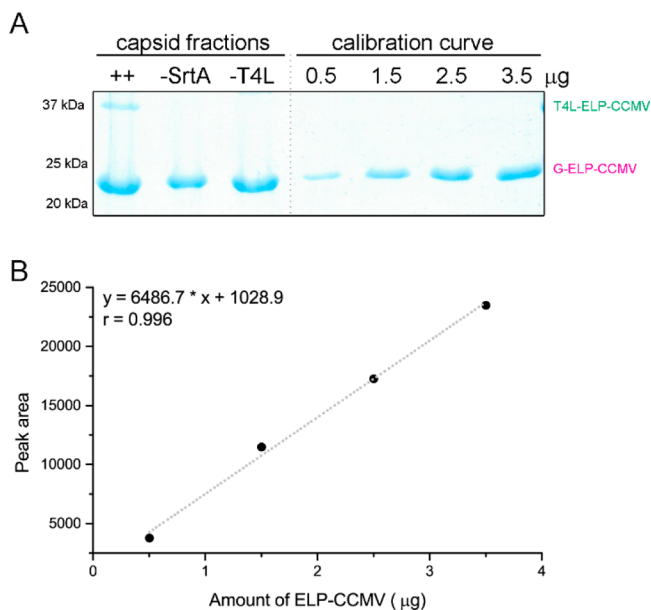 A
capsid fractions calibration curve
++ -SrtA -T4L 0.5 1.5 2.5 3.5 μg
37 kDa T4L-ELP-CCMV
25 kDa G-ELP-CCMV
20 kDa
B
y = 6486.7 * x + 1028.9
r = 0.996
25000
20000
15000
10000
5000
Peak area
0 1 2 3 4
Amount of ELP-CCMV ( μg)